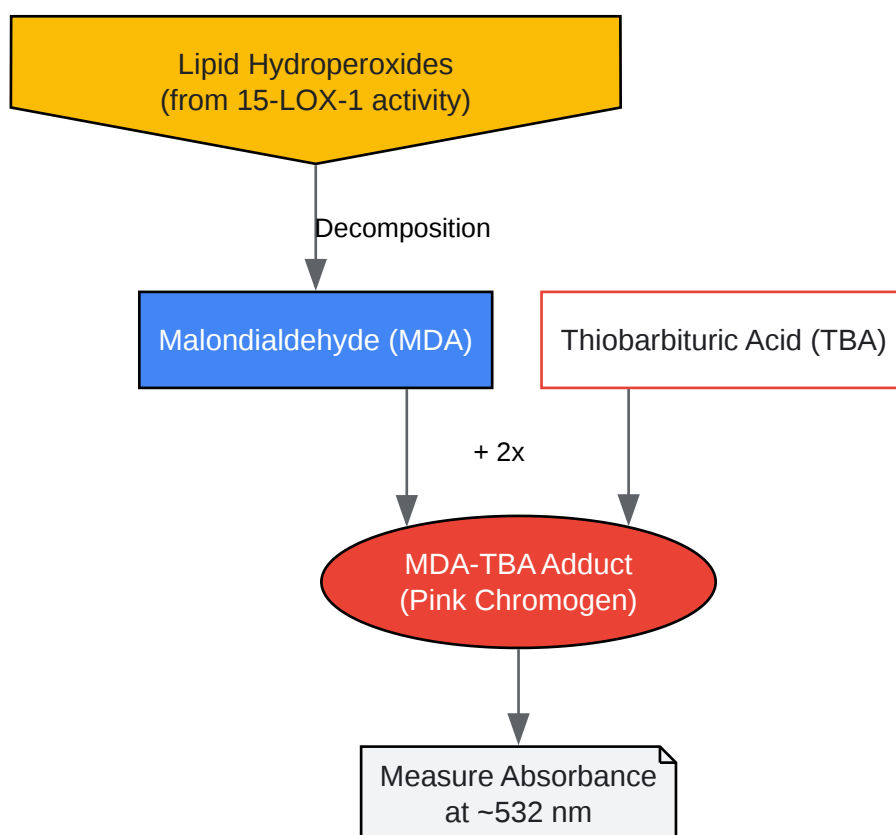 Lipid Hydroperoxides
(from 15-LOX-1 activity)
Decomposition
Malondialdehyde (MDA)
Thiobarbituric Acid (TBA)
+ 2x
MDA-TBA Adduct
(Pink Chromogen)
Measure Absorbance
at ~532 nm